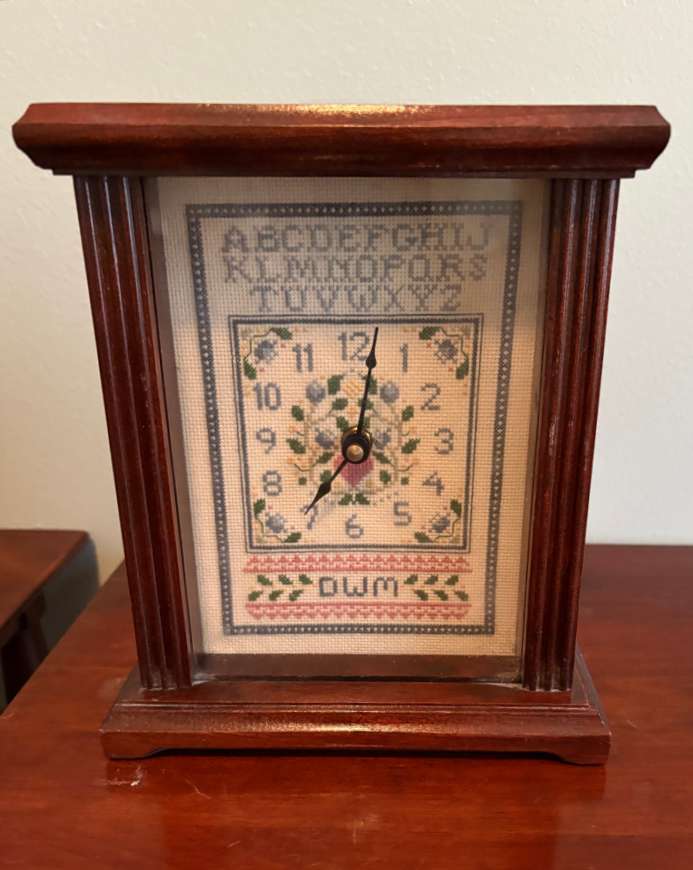 ABCDEFGHIJ
KLMNOPQRS
TUVWXYZ
11 12 1
10 2
9 3
8 4
7 6 5
DWM